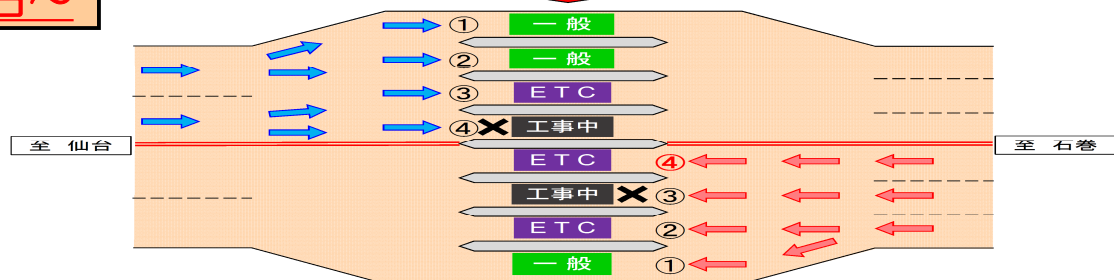 ① 一般
② 一般
③ ETC
④ 工事中
至 仙台
至 石巻
ETC ④
工事中 ③
ETC ②
一般 ①